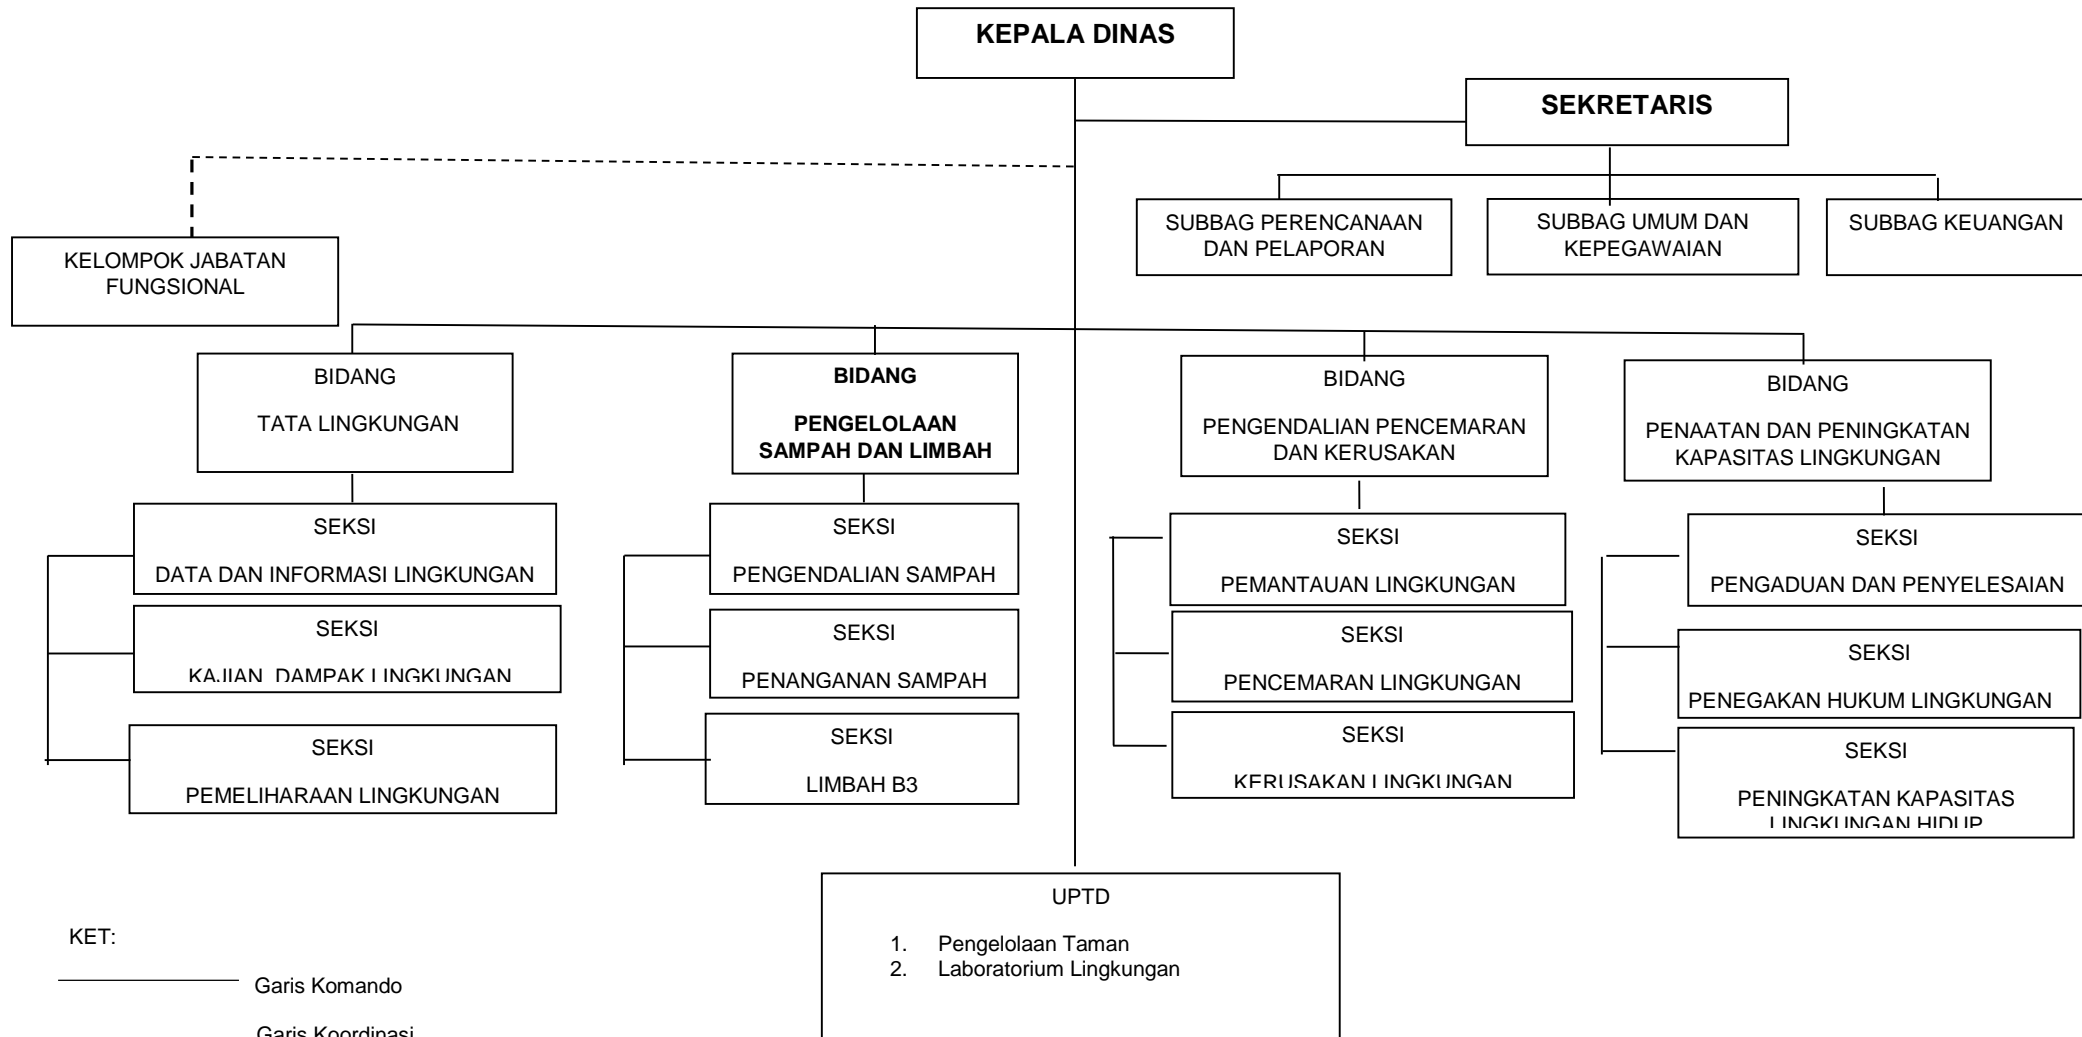 KEPALA DINAS
SEKRETARIS
SUBBAG PERENCANAAN
DAN PELAPORAN
SUBBAG UMUM DAN
KEPEGAWAIAN
SUBBAG KEUANGAN
KELOMPOK JABATAN
FUNGSIONAL
BIDANG
TATA LINGKUNGAN
BIDANG
PENGELOLAAN
SAMPAH DAN LIMBAH
BIDANG
PENGENDALIAN PENCEMARAN
DAN KERUSAKAN
BIDANG
PENAATAN DAN PENINGKATAN
KAPASITAS LINGKUNGAN
SEKSI
DATA DAN INFORMASI LINGKUNGAN
SEKSI
KAJIAN DAMPAK LINGKUNGAN
SEKSI
PEMELIHARAAN LINGKUNGAN
SEKSI
PENGENDALIAN SAMPAH
SEKSI
PENANGANAN SAMPAH
SEKSI
LIMBAH B3
SEKSI
PEMANTAUAN LINGKUNGAN
SEKSI
PENCEMARAN LINGKUNGAN
SEKSI
KERUSAKAN LINGKUNGAN
SEKSI
PENGADUAN DAN PENYELESAIAN
SEKSI
PENEGAKAN HUKUM LINGKUNGAN
SEKSI
PENINGKATAN KAPASITAS
LINGKUNGAN HIDUP
UPTD
1. Pengelolaan Taman
2. Laboratorium Lingkungan
KET:
Garis Komando
Garis Koordinasi